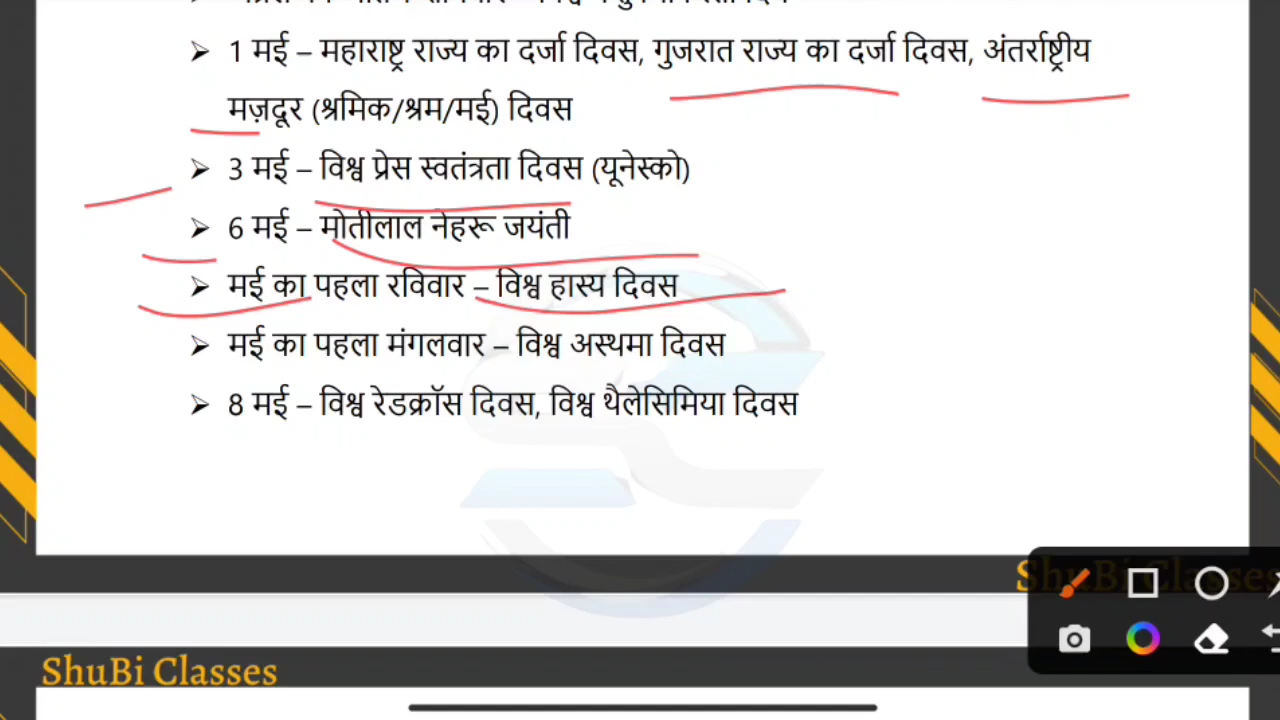 ➢ 1 मई – महाराष्ट्र राज्य का दर्जा दिवस, गुजरात राज्य का दर्जा दिवस, अंतर्राष्ट्रीय
मज़दूर (श्रमिक/श्रम/मई) दिवस
➢ 3 मई – विश्व प्रेस स्वतंत्रता दिवस (यूनेस्को)
➢ 6 मई – मोतीलाल नेहरू जयंती
➢ मई का पहला रविवार – विश्व हास्य दिवस
➢ मई का पहला मंगलवार – विश्व अस्थमा दिवस
➢ 8 मई – विश्व रेडक्रॉस दिवस, विश्व थैलेसिमिया दिवस
ShuBi Classes
ShuBi Classes